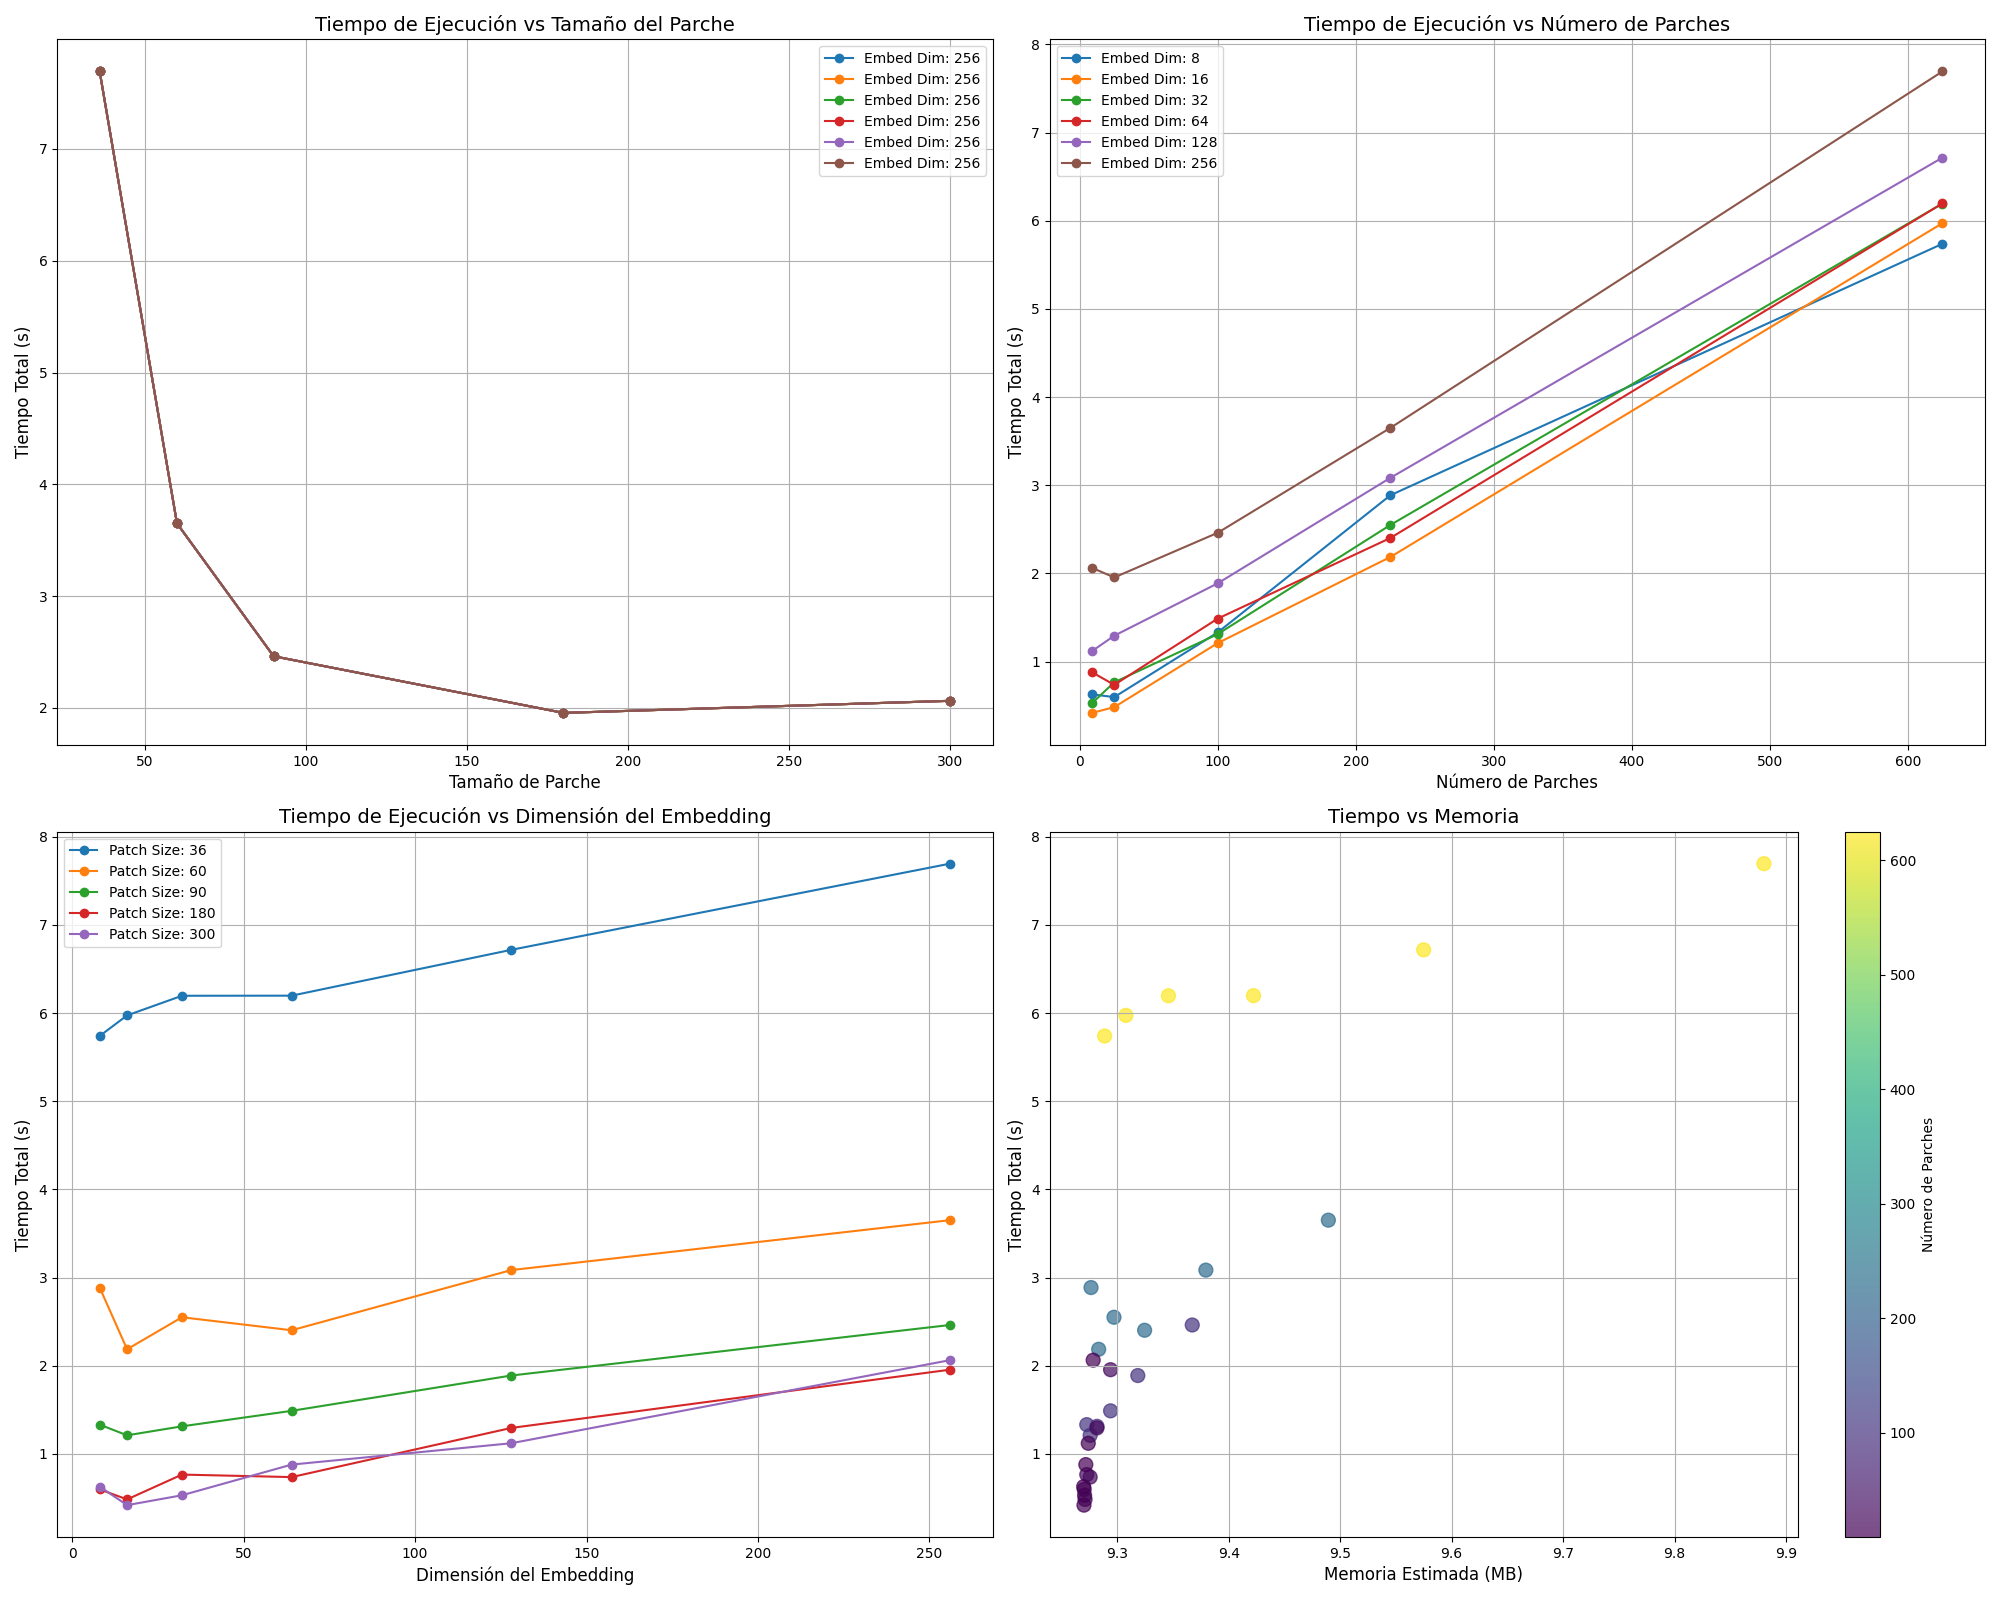 Tiempo de Ejecución vs Tamaño del Parche
Embed Dim: 256
Embed Dim: 256
Embed Dim: 256
Embed Dim: 256
Embed Dim: 256
Embed Dim: 256
7
6
5
4
3
2
Tiempo Total (s)
50 100 150 200 250 300
Tamaño de Parche
Tiempo de Ejecución vs Número de Parches
Embed Dim: 8
Embed Dim: 16
Embed Dim: 32
Embed Dim: 64
Embed Dim: 128
Embed Dim: 256
8
7
6
5
4
3
2
1
Tiempo Total (s)
0 100 200 300 400 500 600
Número de Parches
Tiempo de Ejecución vs Dimensión del Embedding
Patch Size: 36
Patch Size: 60
Patch Size: 90
Patch Size: 180
Patch Size: 300
8
7
6
5
4
3
2
1
Tiempo Total (s)
0 50 100 150 200 250
Dimensión del Embedding
Tiempo vs Memoria
8
7
6
5
4
3
2
1
Tiempo Total (s)
9.3 9.4 9.5 9.6 9.7 9.8 9.9
Memoria Estimada (MB)
600
500
400
300
200
100
Número de Parches